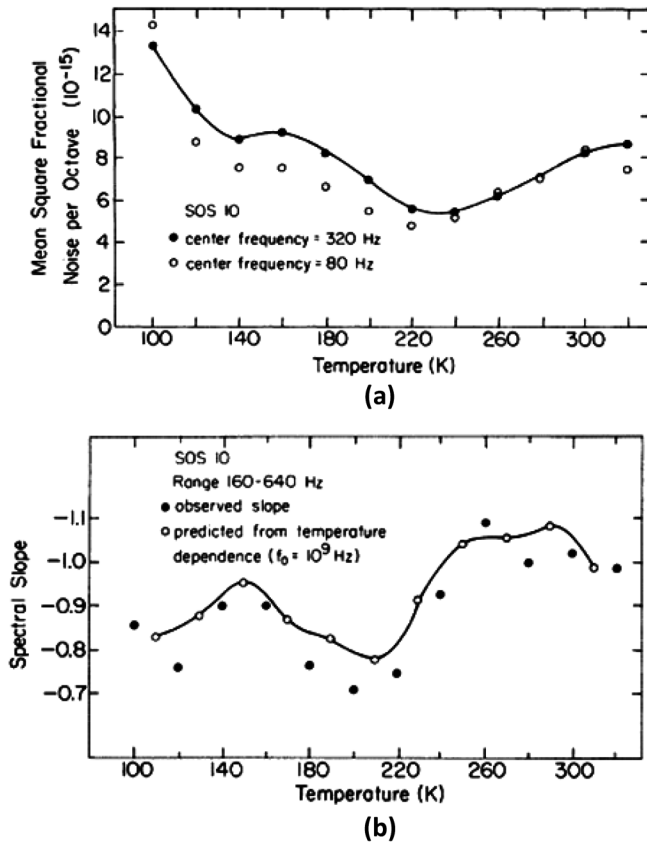 Mean Square Fractional
Noise per Octave (10⁻¹⁵)
14
12
10
8
6
4
2
0
SOS 10
● center frequency = 320 Hz
○ center frequency = 80 Hz
100
140
180
220
260
300
Temperature (K)
(a)
Spectral Slope
-1.1
-1.0
-0.9
-0.8
-0.7
SOS 10
Range 160-640 Hz
● observed slope
○ predicted from temperature
dependence (f₀ = 10⁹ Hz)
100
140
180
220
260
300
Temperature (K)
(b)